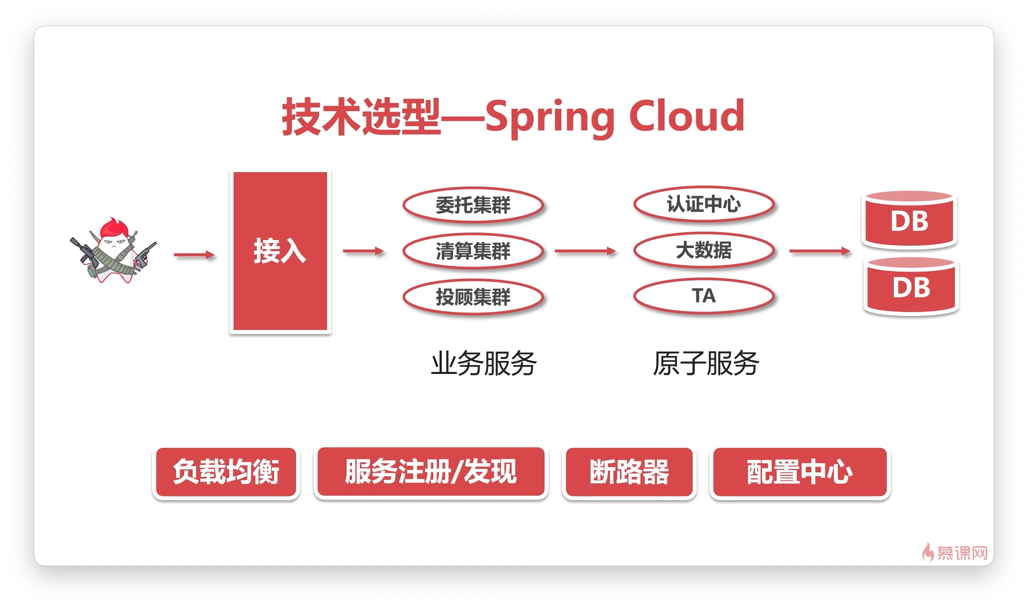 技术选型—Spring Cloud
接入
委托集群
清算集群
投顾集群
业务服务
认证中心
大数据
TA
原子服务
DB
DB
负载均衡
服务注册/发现
断路器
配置中心
慕课网